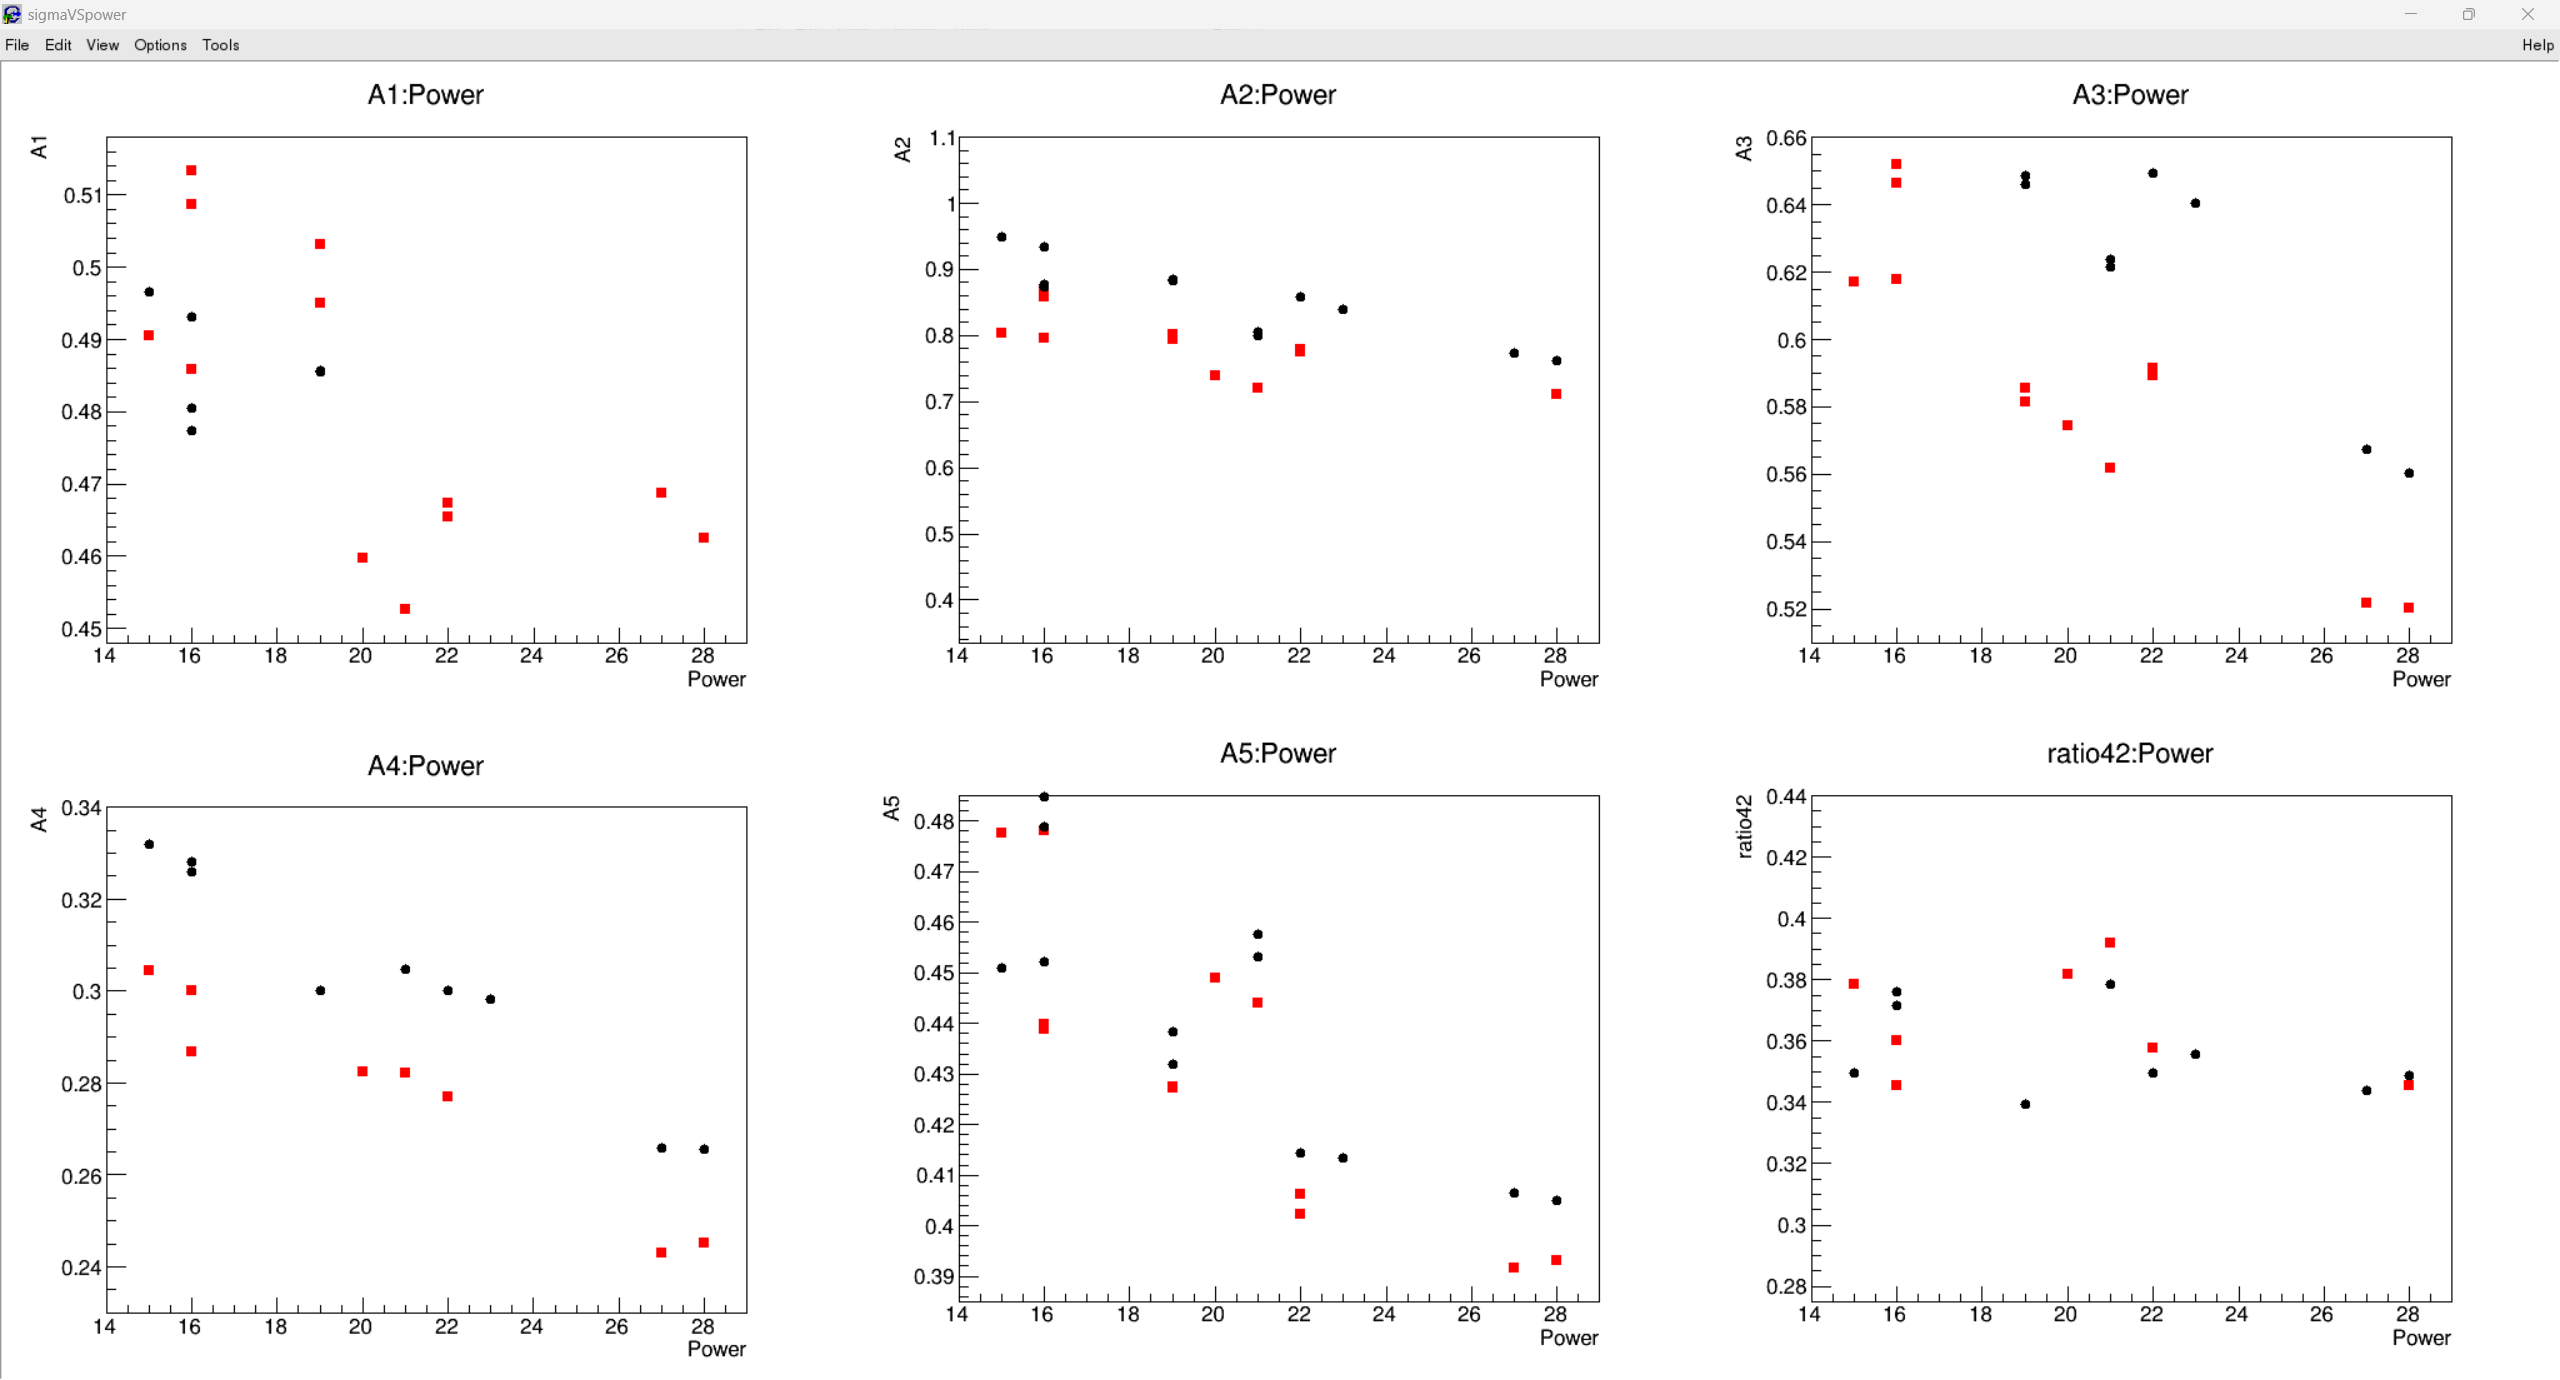 sigmaVSpower
File Edit View Options Tools Help
A1:Power
A1
0.51
0.5
0.49
0.48
0.47
0.46
0.45
14 16 18 20 22 24 26 28
Power
A2:Power
A2
1.1
1
0.9
0.8
0.7
0.6
0.5
0.4
14 16 18 20 22 24 26 28
Power
A3:Power
A3
0.66
0.64
0.62
0.6
0.58
0.56
0.54
0.52
14 16 18 20 22 24 26 28
Power
A4:Power
A4
0.34
0.32
0.3
0.28
0.26
0.24
14 16 18 20 22 24 26 28
Power
A5:Power
A5
0.48
0.47
0.46
0.45
0.44
0.43
0.42
0.41
0.4
0.39
14 16 18 20 22 24 26 28
Power
ratio42:Power
ratio42
0.44
0.42
0.4
0.38
0.36
0.34
0.32
0.3
0.28
14 16 18 20 22 24 26 28
Power